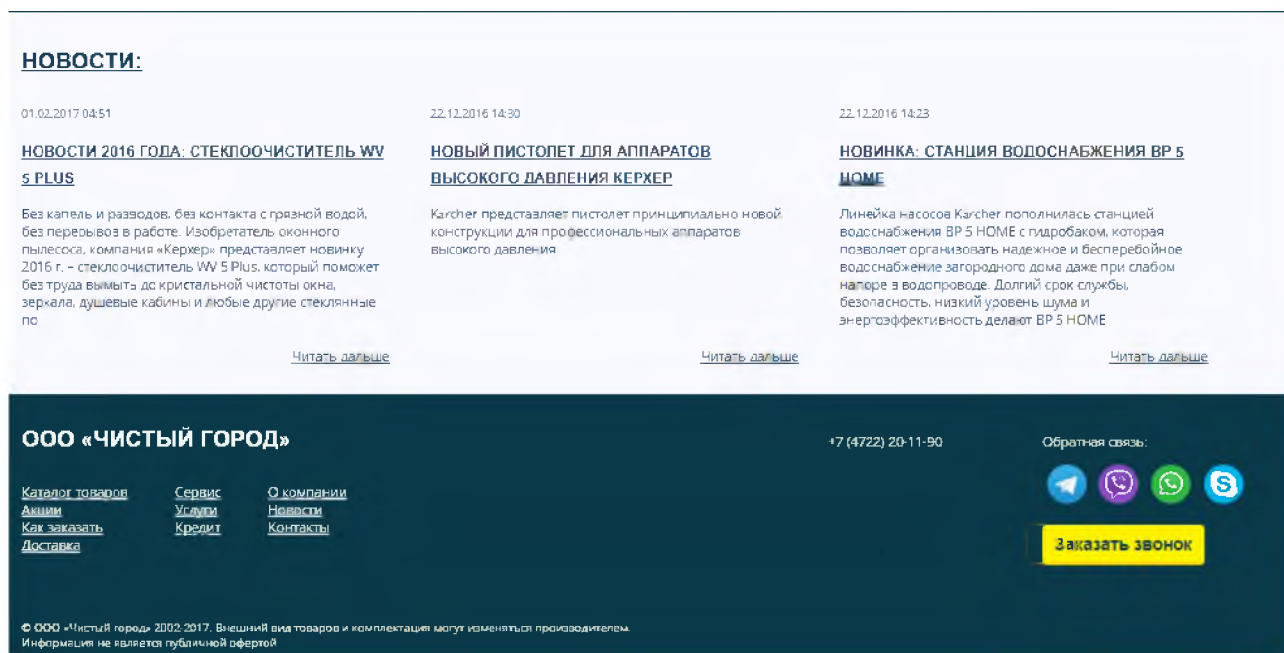 НОВОСТИ:
01.02.2017 04:51
НОВОСТИ 2016 ГОДА: СТЕКЛООЧИСТИТЕЛЬ WV
5 PLUS
Без капель и разводов, без контакта с грязной водой,
без перерывов в работе. Изобретатель оконного
пылесоса, компания «Керхер» представляет новинку
2016 г. – стеклоочиститель WV 5 Plus, который поможет
без труда вымыть до кристальной чистоты окна,
зеркала, душевые кабины и любые другие стеклянные
по
Читать дальше
22.12.2016 14:30
НОВЫЙ ПИСТОЛЕТ ДЛЯ АППАРАТОВ
ВЫСОКОГО ДАВЛЕНИЯ КЕРХЕР
Karcher представляет пистолет принципиально новой
конструкции для профессиональных аппаратов
высокого давления
Читать дальше
22.12.2016 14:23
НОВИНКА: СТАНЦИЯ ВОДОСНАБЖЕНИЯ BP 5
HOME
Линейка насосов Karcher пополнилась станцией
водоснабжения BP 5 HOME с гидробаком, которая
позволяет организовать надежное и бесперебойное
водоснабжение загородного дома даже при слабом
напоре в водопроводе. Долгий срок службы,
безопасность, низкий уровень шума и
энергоэффективность делают BP 5 HOME
Читать дальше
ООО «ЧИСТЫЙ ГОРОД»
Каталог товаров
Акции
Как заказать
Доставка
Сервис
Услуги
Кредит
О компании
Новости
Контакты
+7 (4722) 20-11-90
Обратная связь:
Заказать звонок
© ООО «Чистый город» 2002-2017. Внешний вид товаров и комплектация могут изменяться производителем.
Информация не является публичной офертой